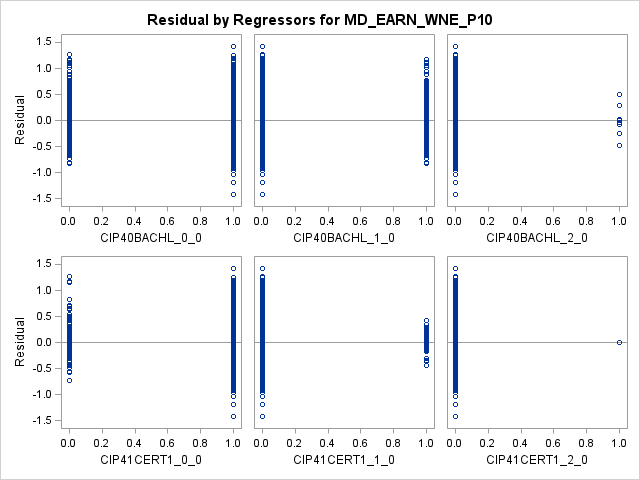 Residual by Regressors for MD_EARN_WNE_P10
1.5
1.0
0.5
0.0
-0.5
-1.0
-1.5
Residual
0.0 0.2 0.4 0.6 0.8 1.0 0.0 0.2 0.4 0.6 0.8 1.0 0.0 0.2 0.4 0.6 0.8 1.0
CIP40BACHL_0_0 CIP40BACHL_1_0 CIP40BACHL_2_0
1.5
1.0
0.5
0.0
-0.5
-1.0
-1.5
Residual
0.0 0.2 0.4 0.6 0.8 1.0 0.0 0.2 0.4 0.6 0.8 1.0 0.0 0.2 0.4 0.6 0.8 1.0
CIP41CERT1_0_0 CIP41CERT1_1_0 CIP41CERT1_2_0